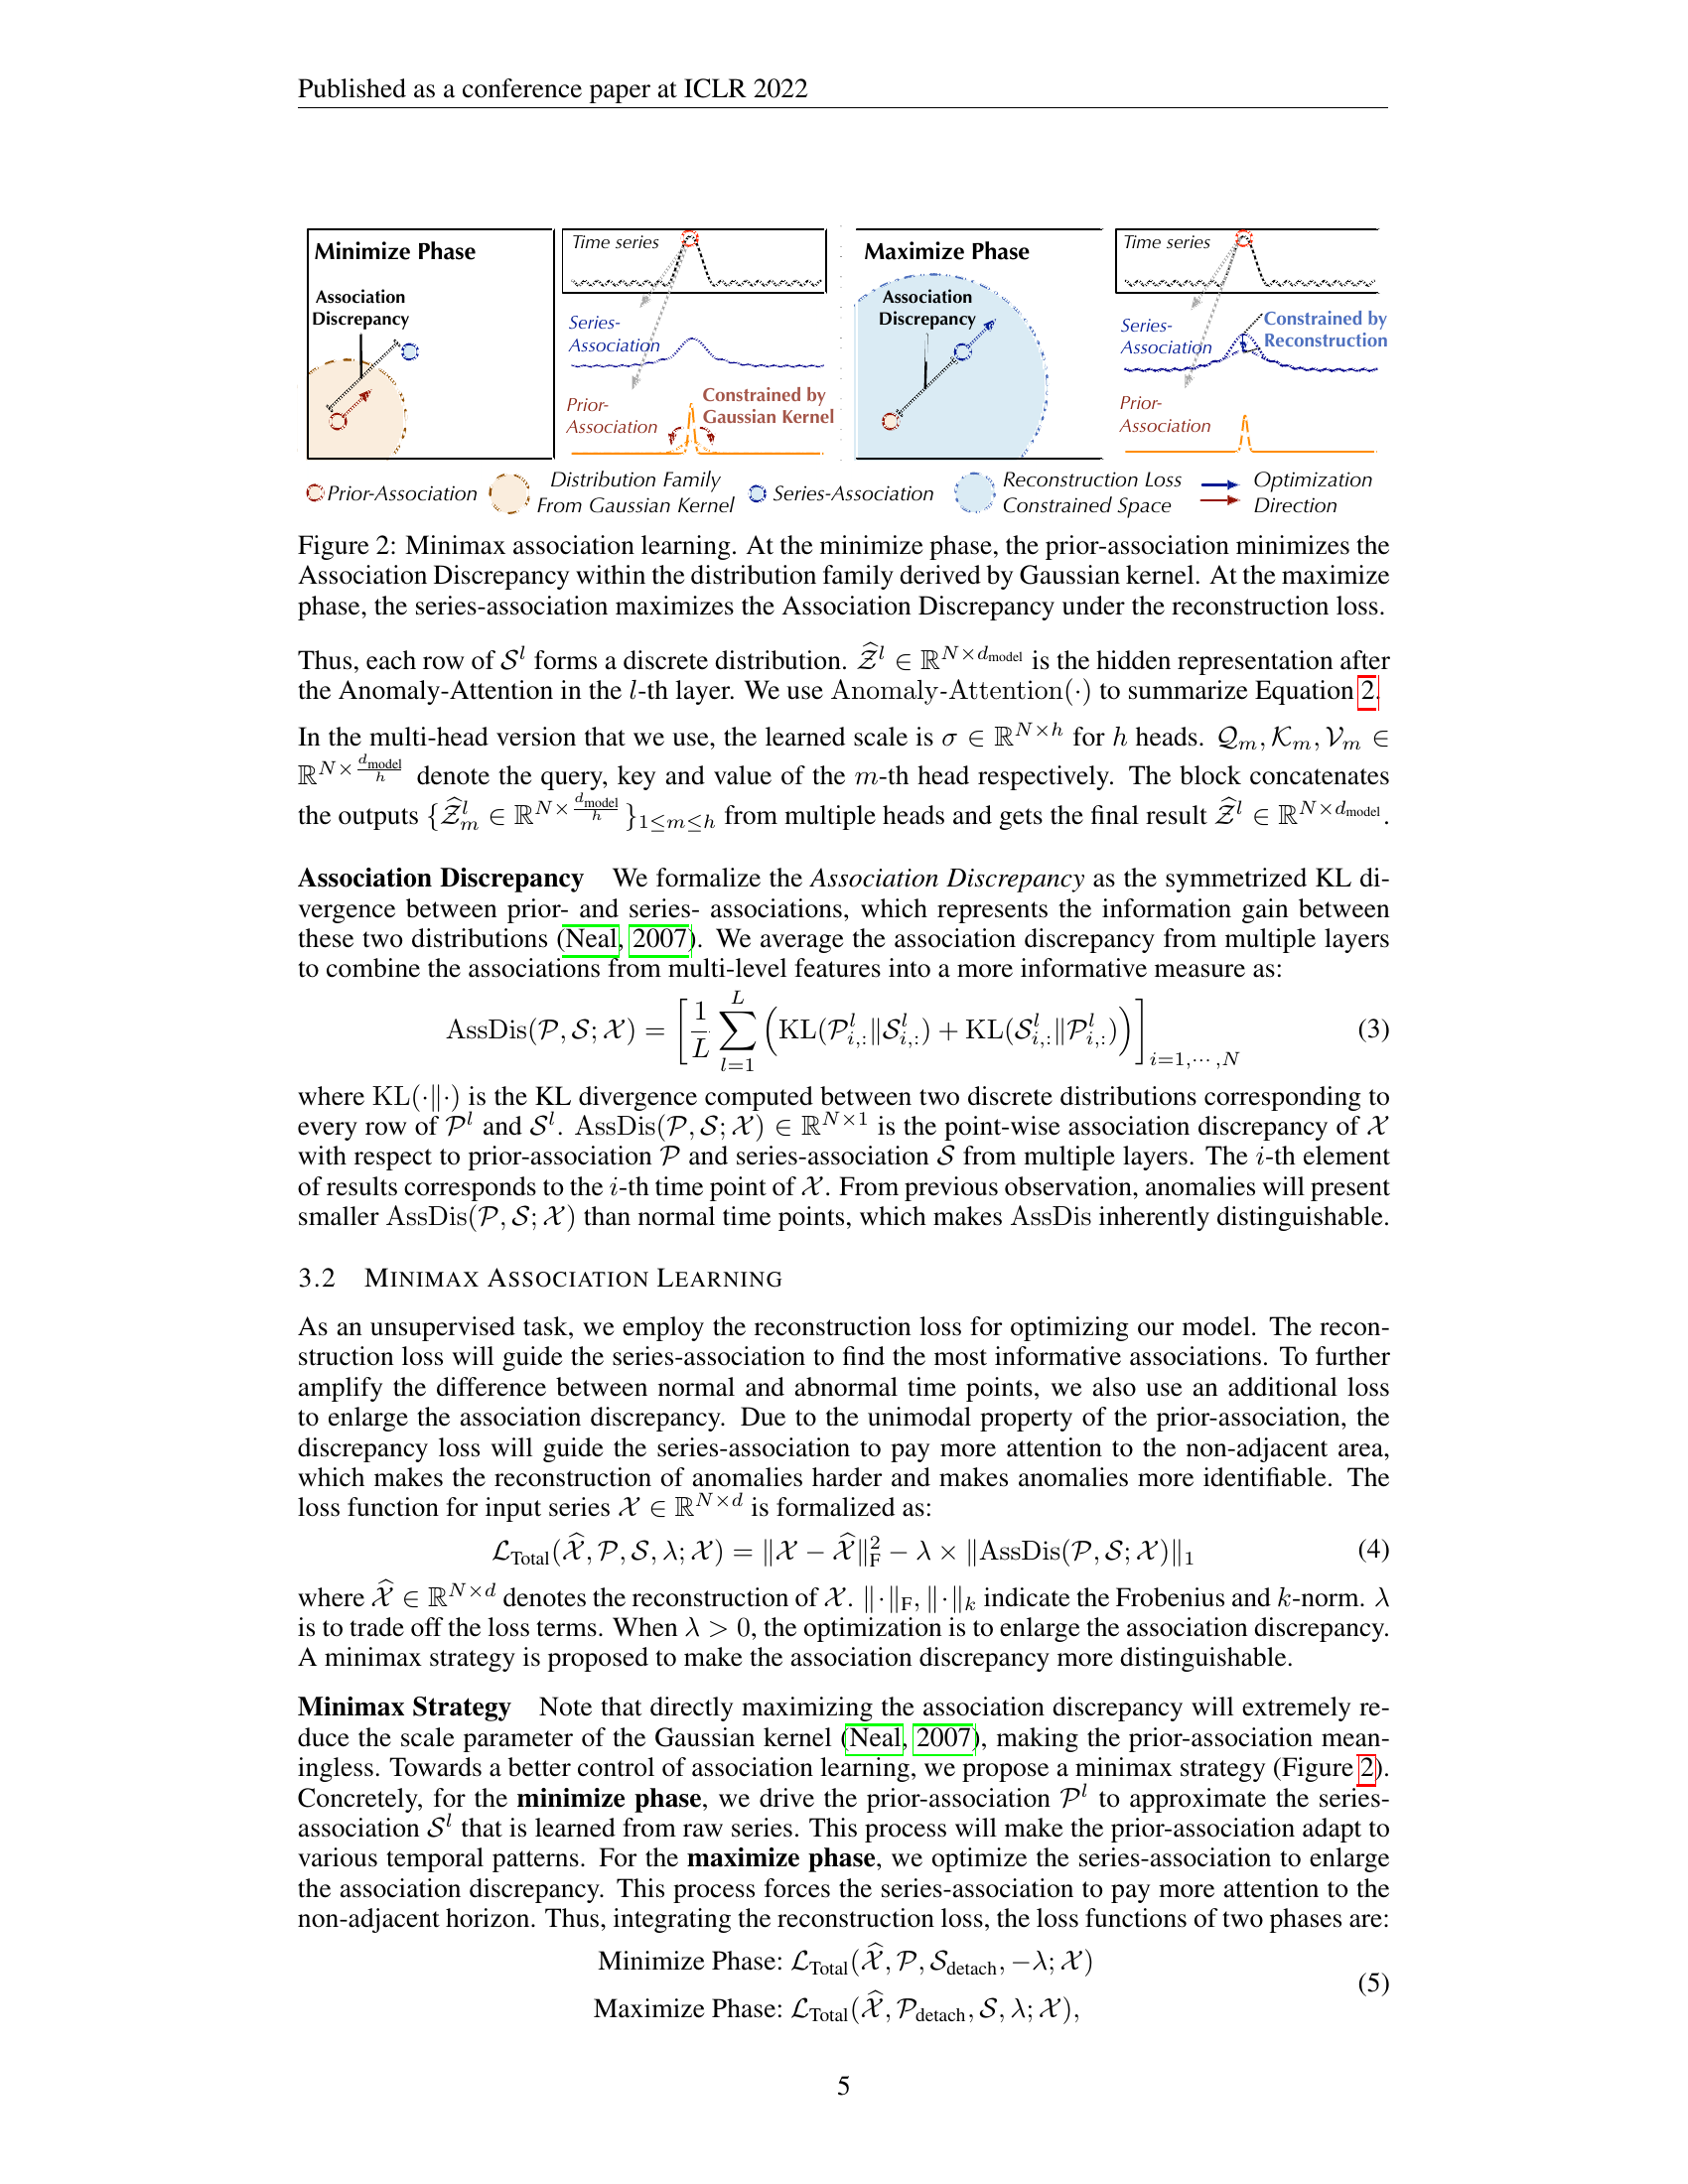 Published as a conference paper at ICLR 2022
Minimize Phase
Association
Discrepancy
Time series
Series-
Association
Prior-
Association
Constrained by
Gaussian Kernel
Maximize Phase
Association
Discrepancy
Time series
Series-
Association
Constrained by
Reconstruction
Prior-
Association
Prior-Association
Distribution Family
From Gaussian Kernel
Series-Association
Reconstruction Loss
Constrained Space
Optimization
Direction
Figure 2: Minimax association learning. At the minimize phase, the prior-association minimizes the
Association Discrepancy within the distribution family derived by Gaussian kernel. At the maximize
phase, the series-association maximizes the Association Discrepancy under the reconstruction loss.
Thus, each row of $\mathcal{S}^l$ forms a discrete distribution. $\widehat{\mathcal{Z}}^l \in \mathbb{R}^{N \times d_{\text{model}}}$ is the hidden representation after
the Anomaly-Attention in the $l$-th layer. We use Anomaly-Attention(·) to summarize Equation 2.
In the multi-head version that we use, the learned scale is $\sigma \in \mathbb{R}^{N \times h}$ for $h$ heads. $\mathcal{Q}_m, \mathcal{K}_m, \mathcal{V}_m \in$
$\mathbb{R}^{N \times \frac{d_{\text{model}}}{h}}$ denote the query, key and value of the $m$-th head respectively. The block concatenates
the outputs $\{\widehat{\mathcal{Z}}^l_m \in \mathbb{R}^{N \times \frac{d_{\text{model}}}{h}}\}_{1 \leq m \leq h}$ from multiple heads and gets the final result $\widehat{\mathcal{Z}}^l \in \mathbb{R}^{N \times d_{\text{model}}}$.
Association Discrepancy We formalize the Association Discrepancy as the symmetrized KL di-
vergence between prior- and series- associations, which represents the information gain between
these two distributions (Neal, 2007). We average the association discrepancy from multiple layers
to combine the associations from multi-level features into a more informative measure as:
$\text{AssDis}(\mathcal{P}, \mathcal{S}; \mathcal{X}) = \left[ \frac{1}{L} \sum_{l=1}^{L} \left( \text{KL}(\mathcal{P}^l_{i,:} \| \mathcal{S}^l_{i,:}) + \text{KL}(\mathcal{S}^l_{i,:} \| \mathcal{P}^l_{i,:}) \right) \right]_{i=1,\cdots,N}$ (3)
where KL(·‖·) is the KL divergence computed between two discrete distributions corresponding to
every row of $\mathcal{P}^l$ and $\mathcal{S}^l$. $\text{AssDis}(\mathcal{P}, \mathcal{S}; \mathcal{X}) \in \mathbb{R}^{N \times 1}$ is the point-wise association discrepancy of $\mathcal{X}$
with respect to prior-association $\mathcal{P}$ and series-association $\mathcal{S}$ from multiple layers. The $i$-th element
of results corresponds to the $i$-th time point of $\mathcal{X}$. From previous observation, anomalies will present
smaller $\text{AssDis}(\mathcal{P}, \mathcal{S}; \mathcal{X})$ than normal time points, which makes AssDis inherently distinguishable.
3.2 MINIMAX ASSOCIATION LEARNING
As an unsupervised task, we employ the reconstruction loss for optimizing our model. The recon-
struction loss will guide the series-association to find the most informative associations. To further
amplify the difference between normal and abnormal time points, we also use an additional loss
to enlarge the association discrepancy. Due to the unimodal property of the prior-association, the
discrepancy loss will guide the series-association to pay more attention to the non-adjacent area,
which makes the reconstruction of anomalies harder and makes anomalies more identifiable. The
loss function for input series $\mathcal{X} \in \mathbb{R}^{N \times d}$ is formalized as:
$\mathcal{L}_{\text{Total}}(\widehat{\mathcal{X}}, \mathcal{P}, \mathcal{S}, \lambda; \mathcal{X}) = \|\mathcal{X} - \widehat{\mathcal{X}}\|^2_{\text{F}} - \lambda \times \|\text{AssDis}(\mathcal{P}, \mathcal{S}; \mathcal{X})\|_1$ (4)
where $\widehat{\mathcal{X}} \in \mathbb{R}^{N \times d}$ denotes the reconstruction of $\mathcal{X}$. $\|\cdot\|_{\text{F}}, \|\cdot\|_k$ indicate the Frobenius and $k$-norm. $\lambda$
is to trade off the loss terms. When $\lambda > 0$, the optimization is to enlarge the association discrepancy.
A minimax strategy is proposed to make the association discrepancy more distinguishable.
Minimax Strategy Note that directly maximizing the association discrepancy will extremely re-
duce the scale parameter of the Gaussian kernel (Neal, 2007), making the prior-association mean-
ingless. Towards a better control of association learning, we propose a minimax strategy (Figure 2).
Concretely, for the minimize phase, we drive the prior-association $\mathcal{P}^l$ to approximate the series-
association $\mathcal{S}^l$ that is learned from raw series. This process will make the prior-association adapt to
various temporal patterns. For the maximize phase, we optimize the series-association to enlarge
the association discrepancy. This process forces the series-association to pay more attention to the
non-adjacent horizon. Thus, integrating the reconstruction loss, the loss functions of two phases are:
Minimize Phase: $\mathcal{L}_{\text{Total}}(\widehat{\mathcal{X}}, \mathcal{P}, \mathcal{S}_{\text{detach}}, -\lambda; \mathcal{X})$
(5)
Maximize Phase: $\mathcal{L}_{\text{Total}}(\widehat{\mathcal{X}}, \mathcal{P}_{\text{detach}}, \mathcal{S}, \lambda; \mathcal{X}),$
5